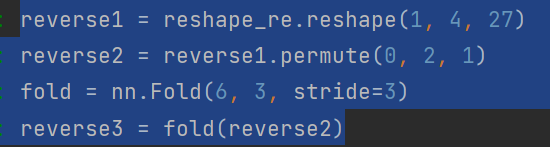 reverse1 = reshape_re.reshape(1, 4, 27)
reverse2 = reverse1.permute(0, 2, 1)
fold = nn.Fold(6, 3, stride=3)
reverse3 = fold(reverse2)